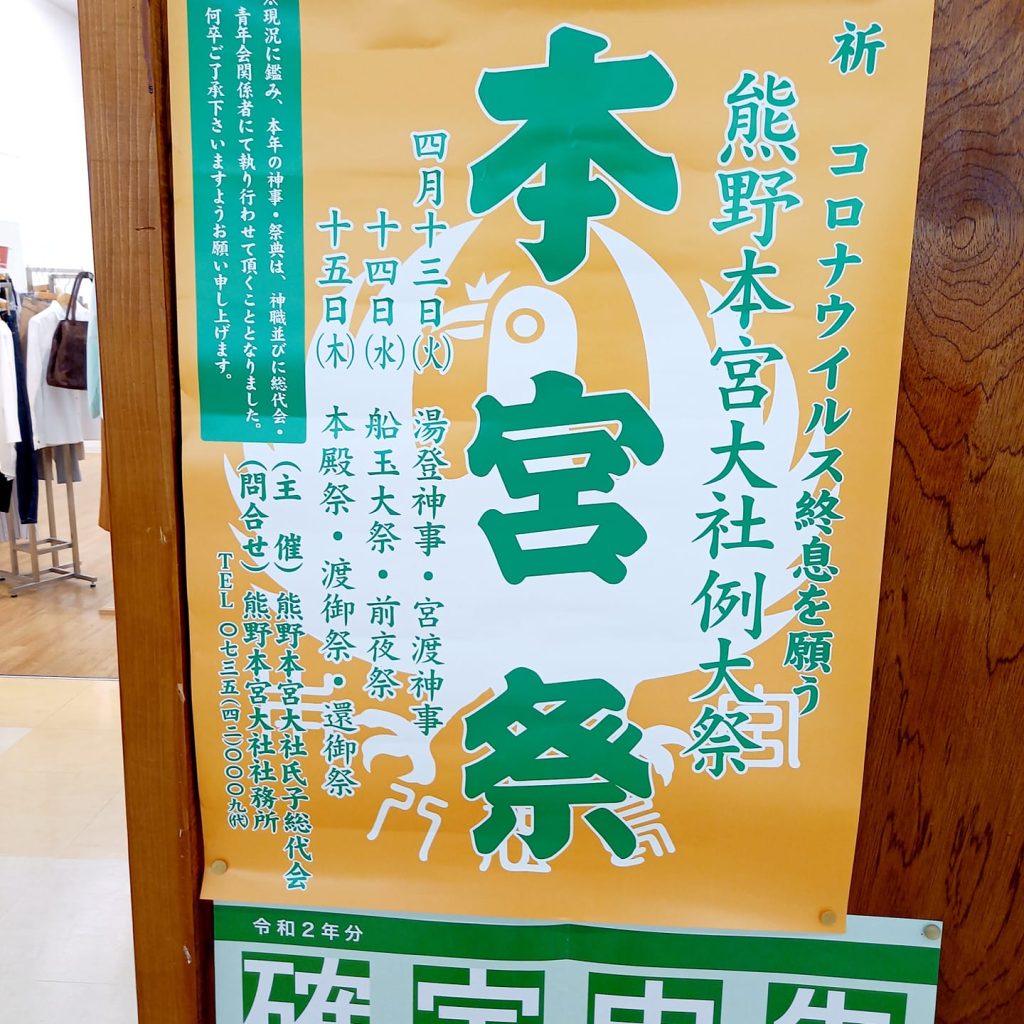 祈 コロナウイルス終息を願う
熊野本宮大社例大祭
本宮祭
四月十三日(火) 湯登神事・宮渡神事
十四日(水) 船玉大祭・前夜祭
十五日(木) 本殿祭・渡御祭・還御祭
現況に鑑み、本年の神事・祭典は、神職並びに総代会・
青年会関係者にて執り行わせて頂くこととなりました。
何卒ご了承下さいますようお願い申し上げます。
(主 催) 熊野本宮大社氏子総代会
(問合せ) 熊野本宮大社社務所
TEL 〇七三五(四二)〇〇〇九(代)
令和2年分
確定申告